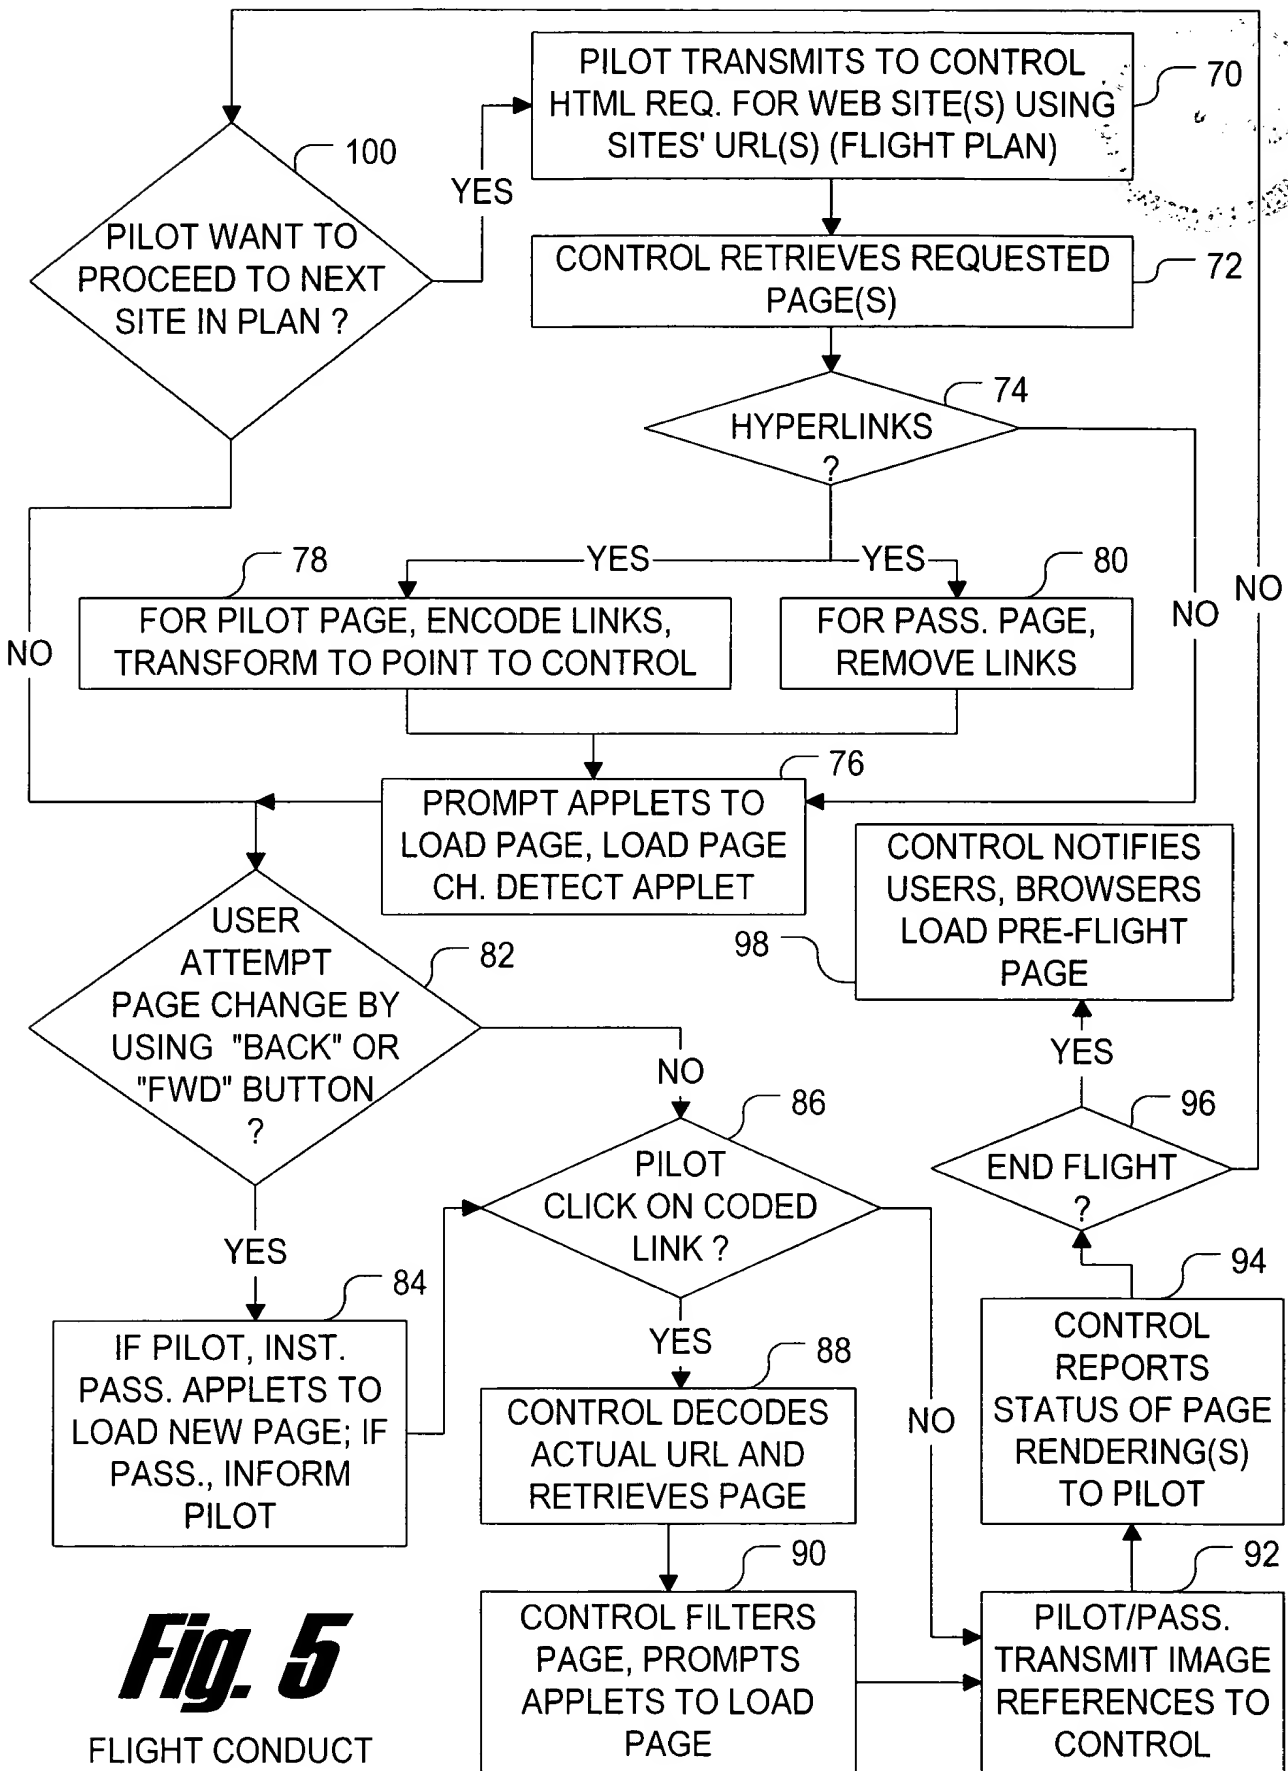 PILOT TRANSMITS TO CONTROL
HTML REQ. FOR WEB SITE(S) USING
SITES' URL(S) (FLIGHT PLAN)
70
100
YES
PILOT WANT TO
PROCEED TO NEXT
SITE IN PLAN ?
CONTROL RETRIEVES REQUESTED
PAGE(S)
72
74
HYPERLINKS
?
78
YES
YES
80
NO
NO
NO
FOR PILOT PAGE, ENCODE LINKS,
TRANSFORM TO POINT TO CONTROL
FOR PASS. PAGE,
REMOVE LINKS
76
PROMPT APPLETS TO
LOAD PAGE, LOAD PAGE
CH. DETECT APPLET
CONTROL NOTIFIES
USERS, BROWSERS
LOAD PRE-FLIGHT
PAGE
98
USER
ATTEMPT
PAGE CHANGE BY
USING "BACK" OR
"FWD" BUTTON
?
82
NO
YES
86
96
PILOT
CLICK ON CODED
LINK ?
END FLIGHT
?
YES
84
YES
88
NO
94
IF PILOT, INST.
PASS. APPLETS TO
LOAD NEW PAGE; IF
PASS., INFORM
PILOT
CONTROL DECODES
ACTUAL URL AND
RETRIEVES PAGE
CONTROL
REPORTS
STATUS OF PAGE
RENDERING(S)
TO PILOT
90
92
CONTROL FILTERS
PAGE, PROMPTS
APPLETS TO LOAD
PAGE
PILOT/PASS.
TRANSMIT IMAGE
REFERENCES TO
CONTROL
Fig. 5
FLIGHT CONDUCT